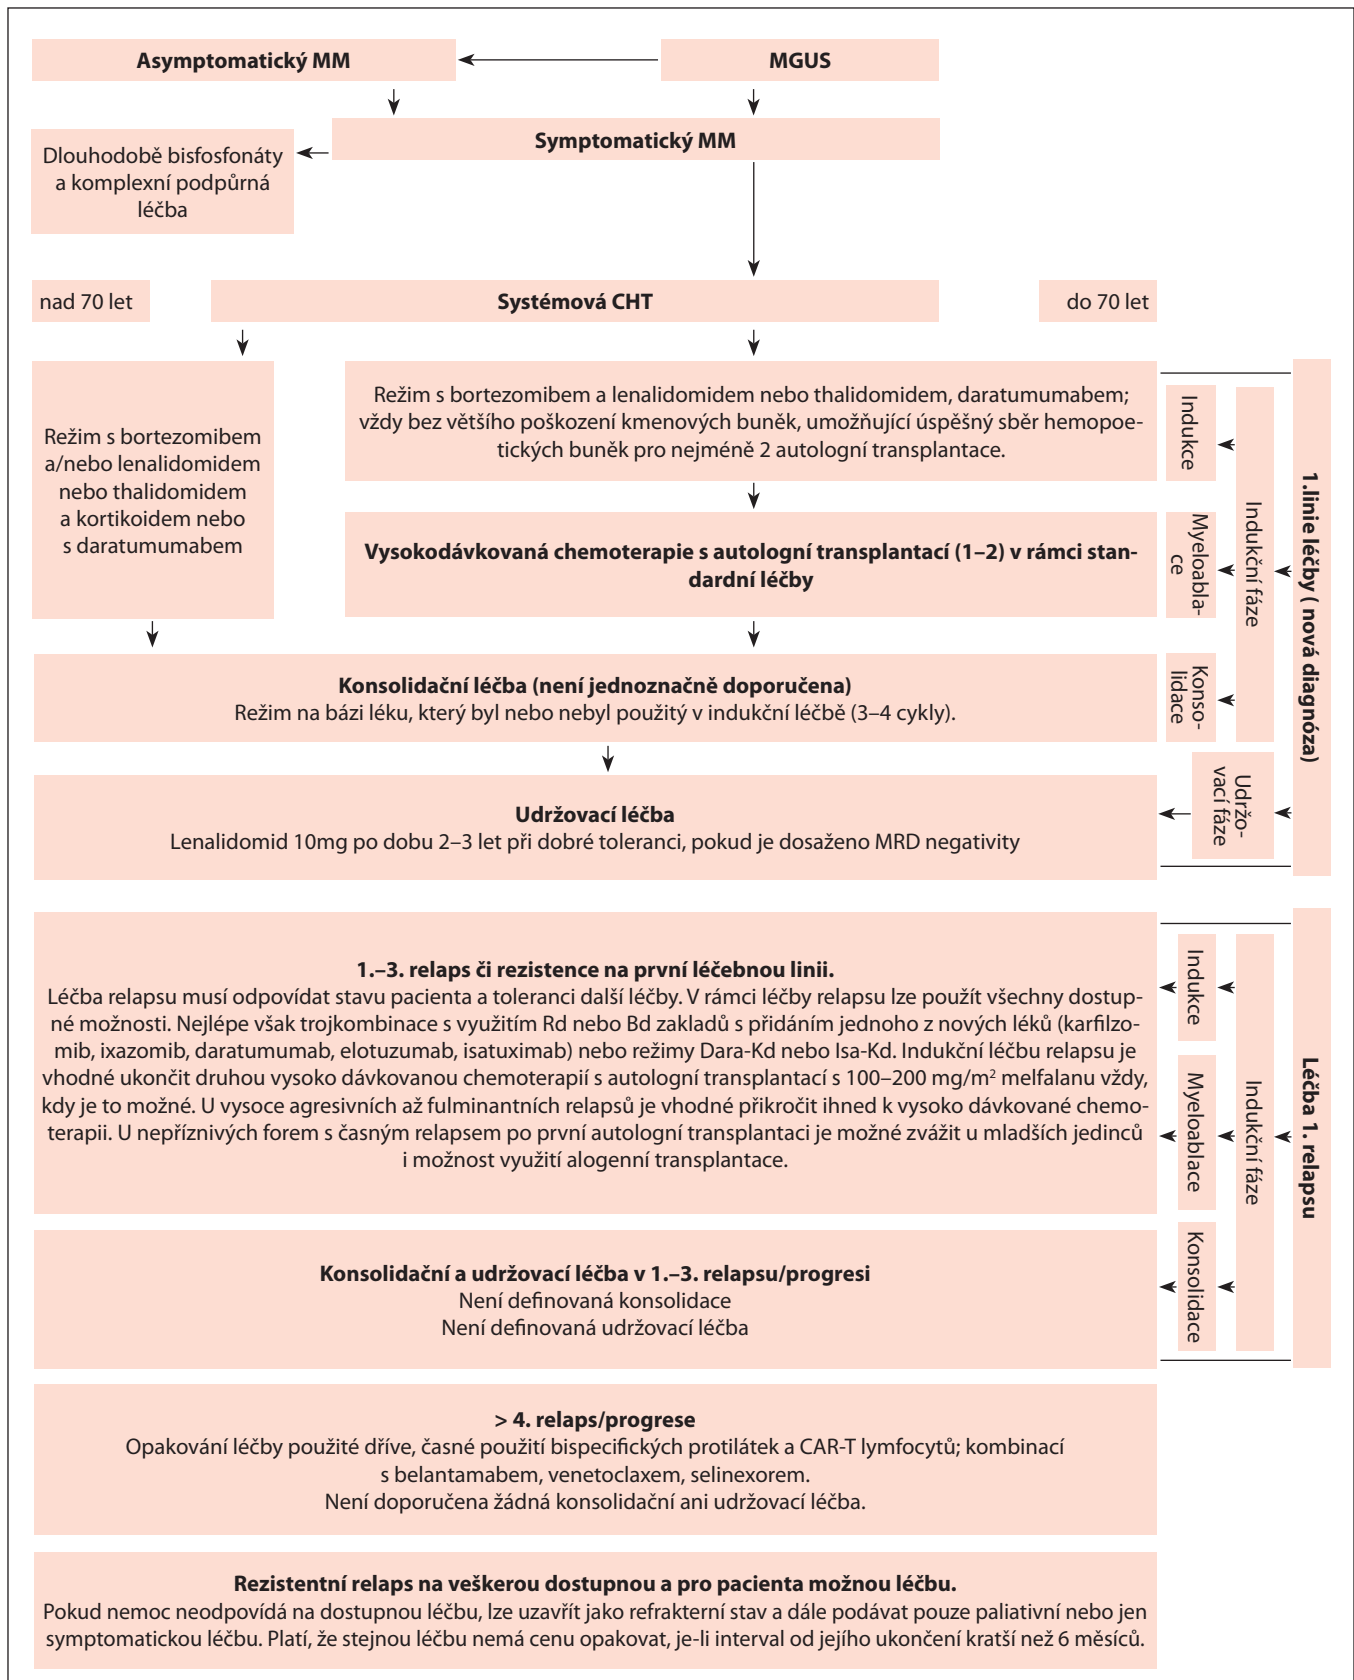 Asymptomatický MM
MGUS
Symptomatický MM
Dlouhodobě bisfosfonáty
a komplexní podpůrná
léčba
nad 70 let
Systémová CHT
do 70 let
Režim s bortezomibem
a/nebo lenalidomidem
nebo thalidomidem
a kortikoidem nebo
s daratumumabem
Režim s bortezomibem a lenalidomidem nebo thalidomidem, daratumumabem;
vždy bez většího poškození kmenových buněk, umožňující úspěšný sběr hemopoe-
tických buněk pro nejméně 2 autologní transplantace.
Indukce
Vysokodávkovaná chemoterapie s autologní transplantací (1–2) v rámci stan-
dardní léčby
Myeloabla-
ce
Indukční fáze
1.linie léčby ( nová diagnóza)
Konsolidační léčba (není jednoznačně doporučena)
Režim na bázi léku, který byl nebo nebyl použitý v indukční léčbě (3–4 cykly).
Konso-
lidace
Udržovací léčba
Lenalidomid 10mg po dobu 2–3 let při dobré toleranci, pokud je dosaženo MRD negativity
Udržo-
vací fáze
1.–3. relaps či rezistence na první léčebnou linii.
Léčba relapsu musí odpovídat stavu pacienta a toleranci další léčby. V rámci léčby relapsu lze použít všechny dostup-
né možnosti. Nejlépe však trojkombinace s využitím Rd nebo Bd zakladů s přidáním jednoho z nových léků (karfilzo-
mib, ixazomib, daratumumab, elotuzumab, isatuximab) nebo režimy Dara-Kd nebo Isa-Kd. Indukční léčbu relapsu je
vhodné ukončit druhou vysoko dávkovanou chemoterapií s autologní transplantací s 100–200 mg/m² melfalanu vždy,
kdy je to možné. U vysoce agresivních až fulminantních relapsů je vhodné přikročit ihned k vysoko dávkované chemo-
terapii. U nepříznivých forem s časným relapsem po první autologní transplantaci je možné zvážit u mladších jedinců
i možnost využití alogenní transplantace.
Indukce
Myeloablace
Indukční fáze
Léčba 1. relapsu
Konsolidační a udržovací léčba v 1.–3. relapsu/progresi
Není definovaná konsolidace
Není definovaná udržovací léčba
Konsolidace
> 4. relaps/progrese
Opakování léčby použité dříve, časné použití bispecifických protilátek a CAR-T lymfocytů; kombinací
s belantamabem, venetoclaxem, selinexorem.
Není doporučena žádná konsolidační ani udržovací léčba.
Rezistentní relaps na veškerou dostupnou a pro pacienta možnou léčbu.
Pokud nemoc neodpovídá na dostupnou léčbu, lze uzavřít jako refrakterní stav a dále podávat pouze paliativní nebo jen
symptomatickou léčbu. Platí, že stejnou léčbu nemá cenu opakovat, je-li interval od jejího ukončení kratší než 6 měsíců.